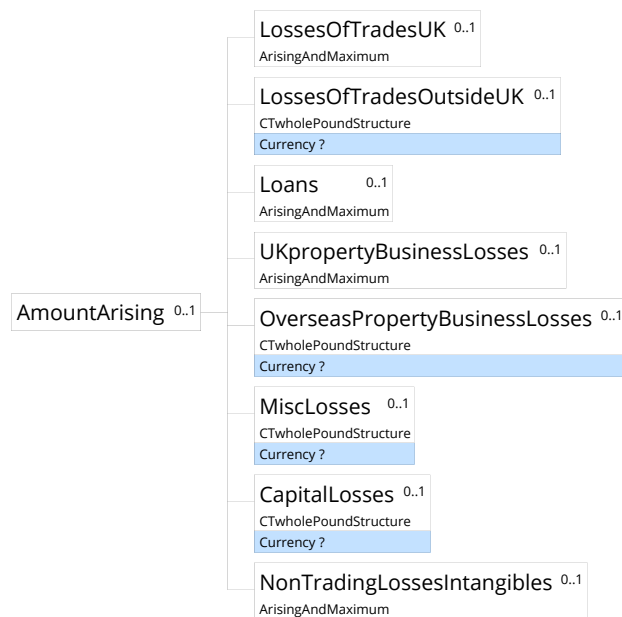 LossesOfTradesUK 0..1
ArisingAndMaximum
LossesOfTradesOutsideUK 0..1
CTwholePoundStructure
Currency ?
Loans 0..1
ArisingAndMaximum
UKpropertyBusinessLosses 0..1
ArisingAndMaximum
AmountArising 0..1
OverseasPropertyBusinessLosses 0..1
CTwholePoundStructure
Currency ?
MiscLosses 0..1
CTwholePoundStructure
Currency ?
CapitalLosses 0..1
CTwholePoundStructure
Currency ?
NonTradingLossesIntangibles 0..1
ArisingAndMaximum